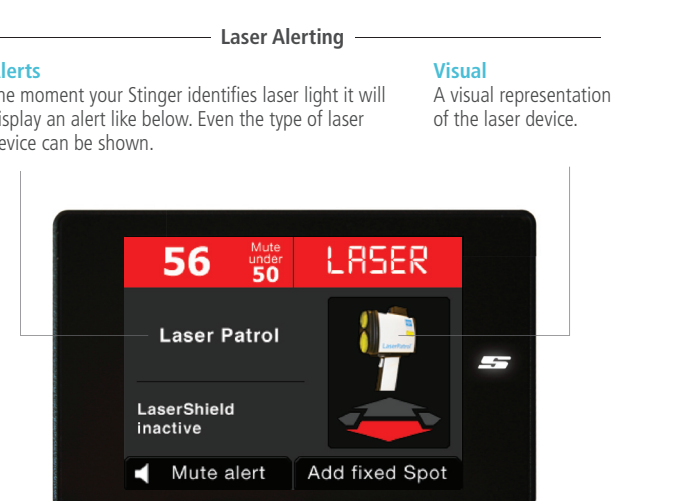 Laser Alerting
lerts
he moment your Stinger identifies laser light it will
isplay an alert like below. Even the type of laser
evice can be shown.
Visual
A visual representation
of the laser device.
56
Mute
under
50
LASER
Laser Patrol
LaserPatrol
LaserShield
inactive
Mute alert
Add fixed Spot